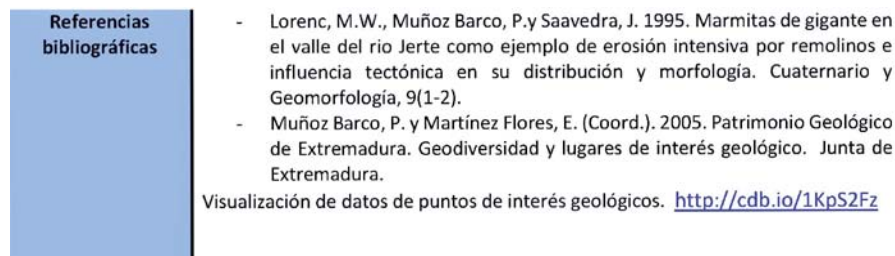 Referencias
bibliográficas
- Lorenc, M.W., Muñoz Barco, P.y Saavedra, J. 1995. Marmitas de gigante en
el valle del rio Jerte como ejemplo de erosión intensiva por remolinos e
influencia tectónica en su distribución y morfología. Cuaternario y
Geomorfología, 9(1-2).
- Muñoz Barco, P. y Martínez Flores, E. (Coord.). 2005. Patrimonio Geológico
de Extremadura. Geodiversidad y lugares de interés geológico. Junta de
Extremadura.
Visualización de datos de puntos de interés geológicos. http://cdb.io/1KpS2Fz